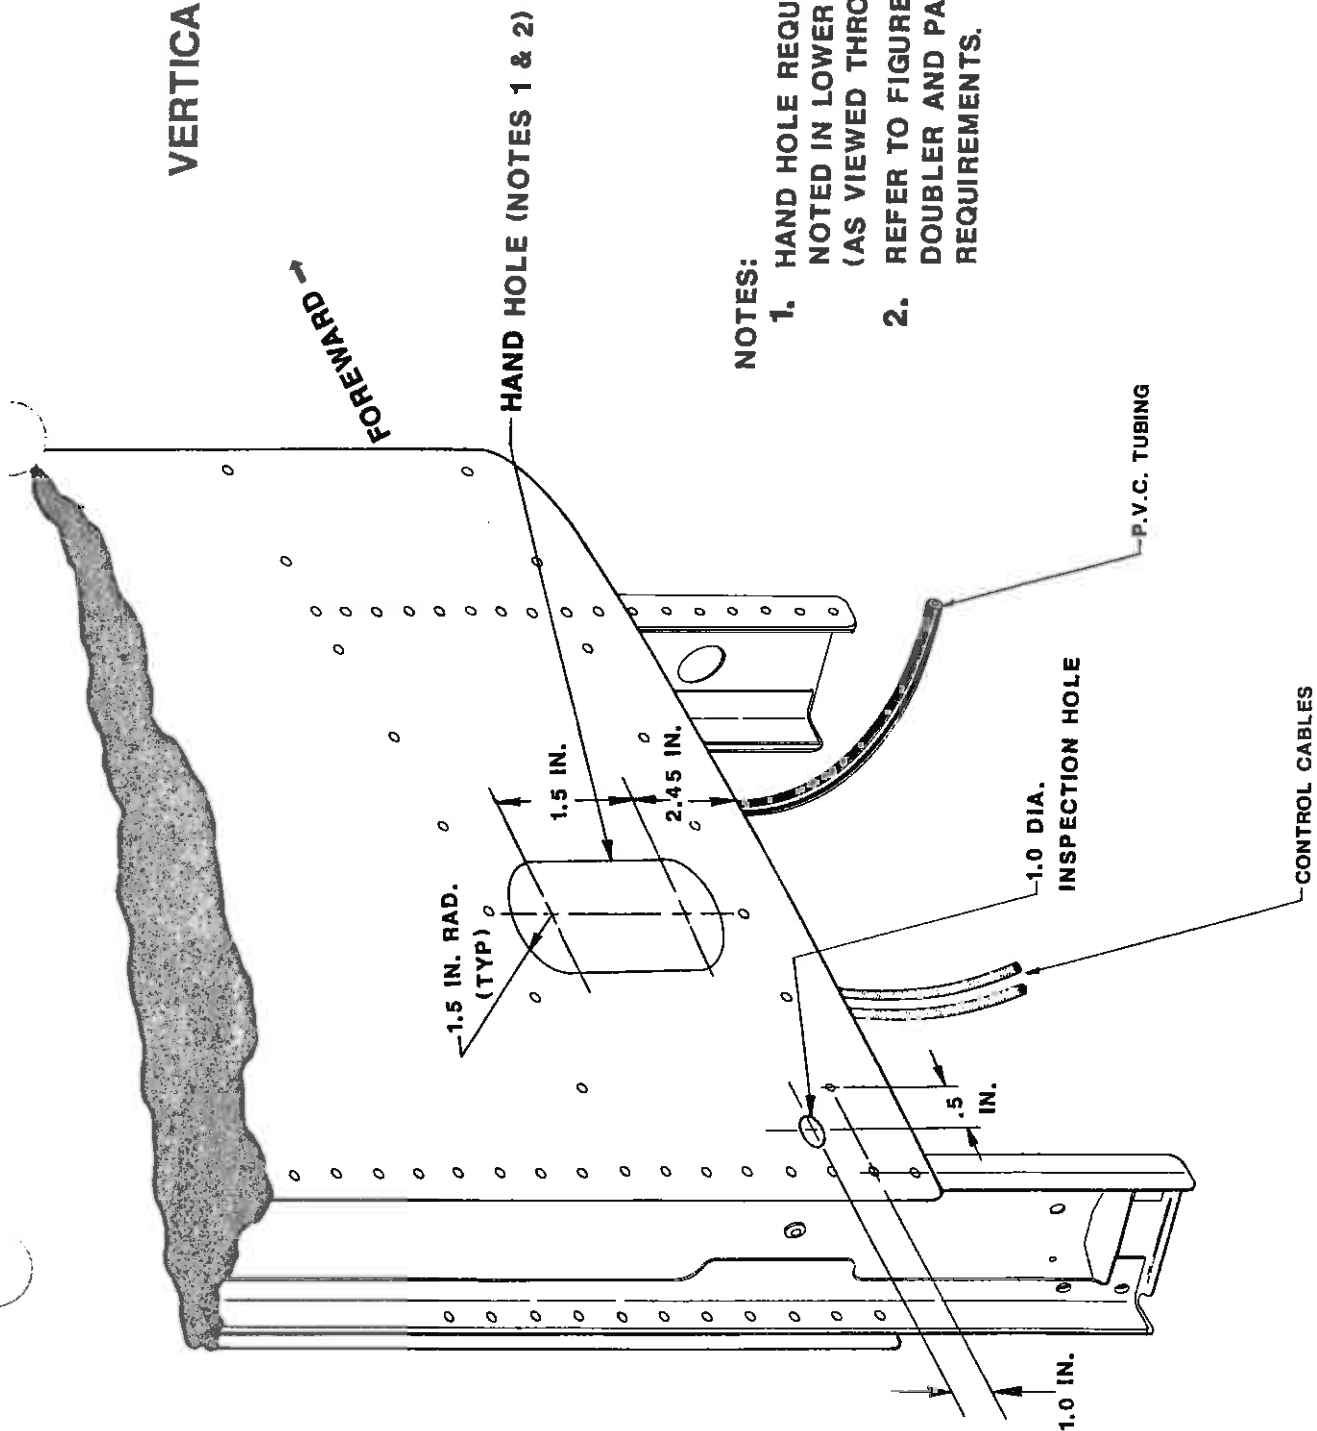 VERTICA
FOREWARD
HAND HOLE (NOTES 1 & 2)
1.5 IN. RAD.
(TYP)
1.5 IN.
2.45 IN.
P.V.C. TUBING
1.0 DIA.
INSPECTION HOLE
CONTROL CABLES
.5
IN.
1.0 IN.
NOTES:
1. HAND HOLE REQU
NOTED IN LOWER
(AS VIEWED THRO
2. REFER TO FIGURE
DOUBLER AND PA
REQUIREMENTS.